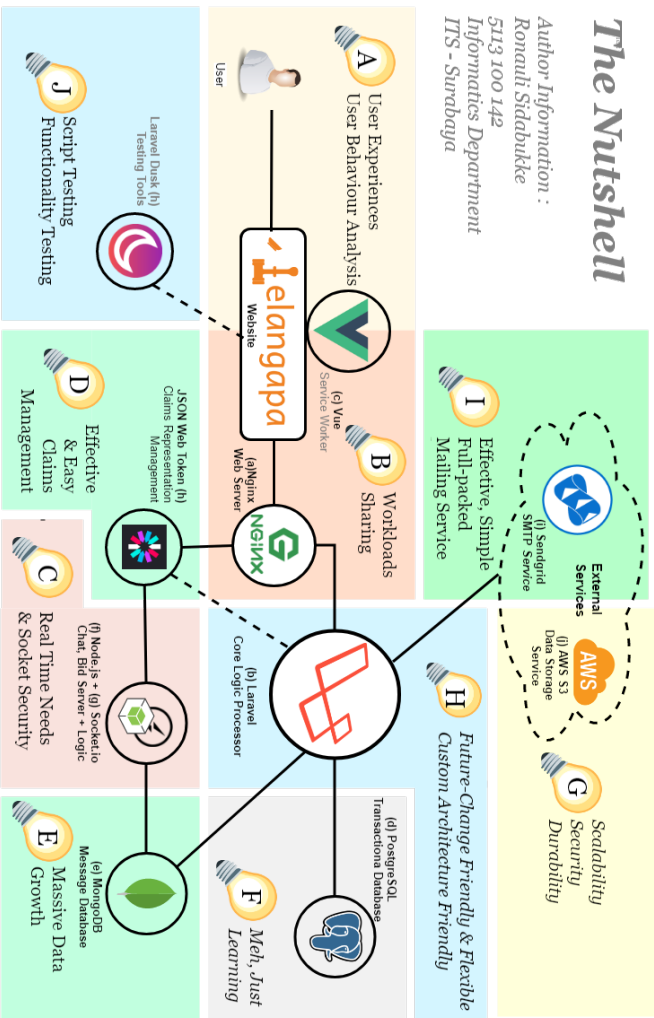 The Nutshell
Author Information :
Ronauli Sidabukke
5113 100 142
Informatics Department
ITS - Surabaya
A
User Experiences
User Behaviour Analysis
User
J
Script Testing
Functionality Testing
Laravel Dusk (h)
Testing Tools
lelangapa
Website
(c) Vue
Service Worker
B
Workloads
Sharing
(a)Nginx
Web Server
NGINX
I
Effective, Simple
Full-packed
Mailing Service
(i) Sendgrid
SMTP Service
External
Services
AWS
(j) AWS S3
Data Storage
Service
G
Scalability
Security
Durability
D
Effective
& Easy
Claims
Management
JSON Web Token (h)
Claims Representation
Management
C
Real Time Needs
& Socket Security
(f) Node.js + (g) Socket.io
Chat, Bid Server + Logic
(b) Laravel
Core Logic
Processor
H
Future-Change Friendly & Flexible
Custom Architecture Friendly
E
Massive Data
Growth
(e) MongoDB
Message Database
F
Meh, Just
Learning
(d) PostgreSQL
Transactiona Database